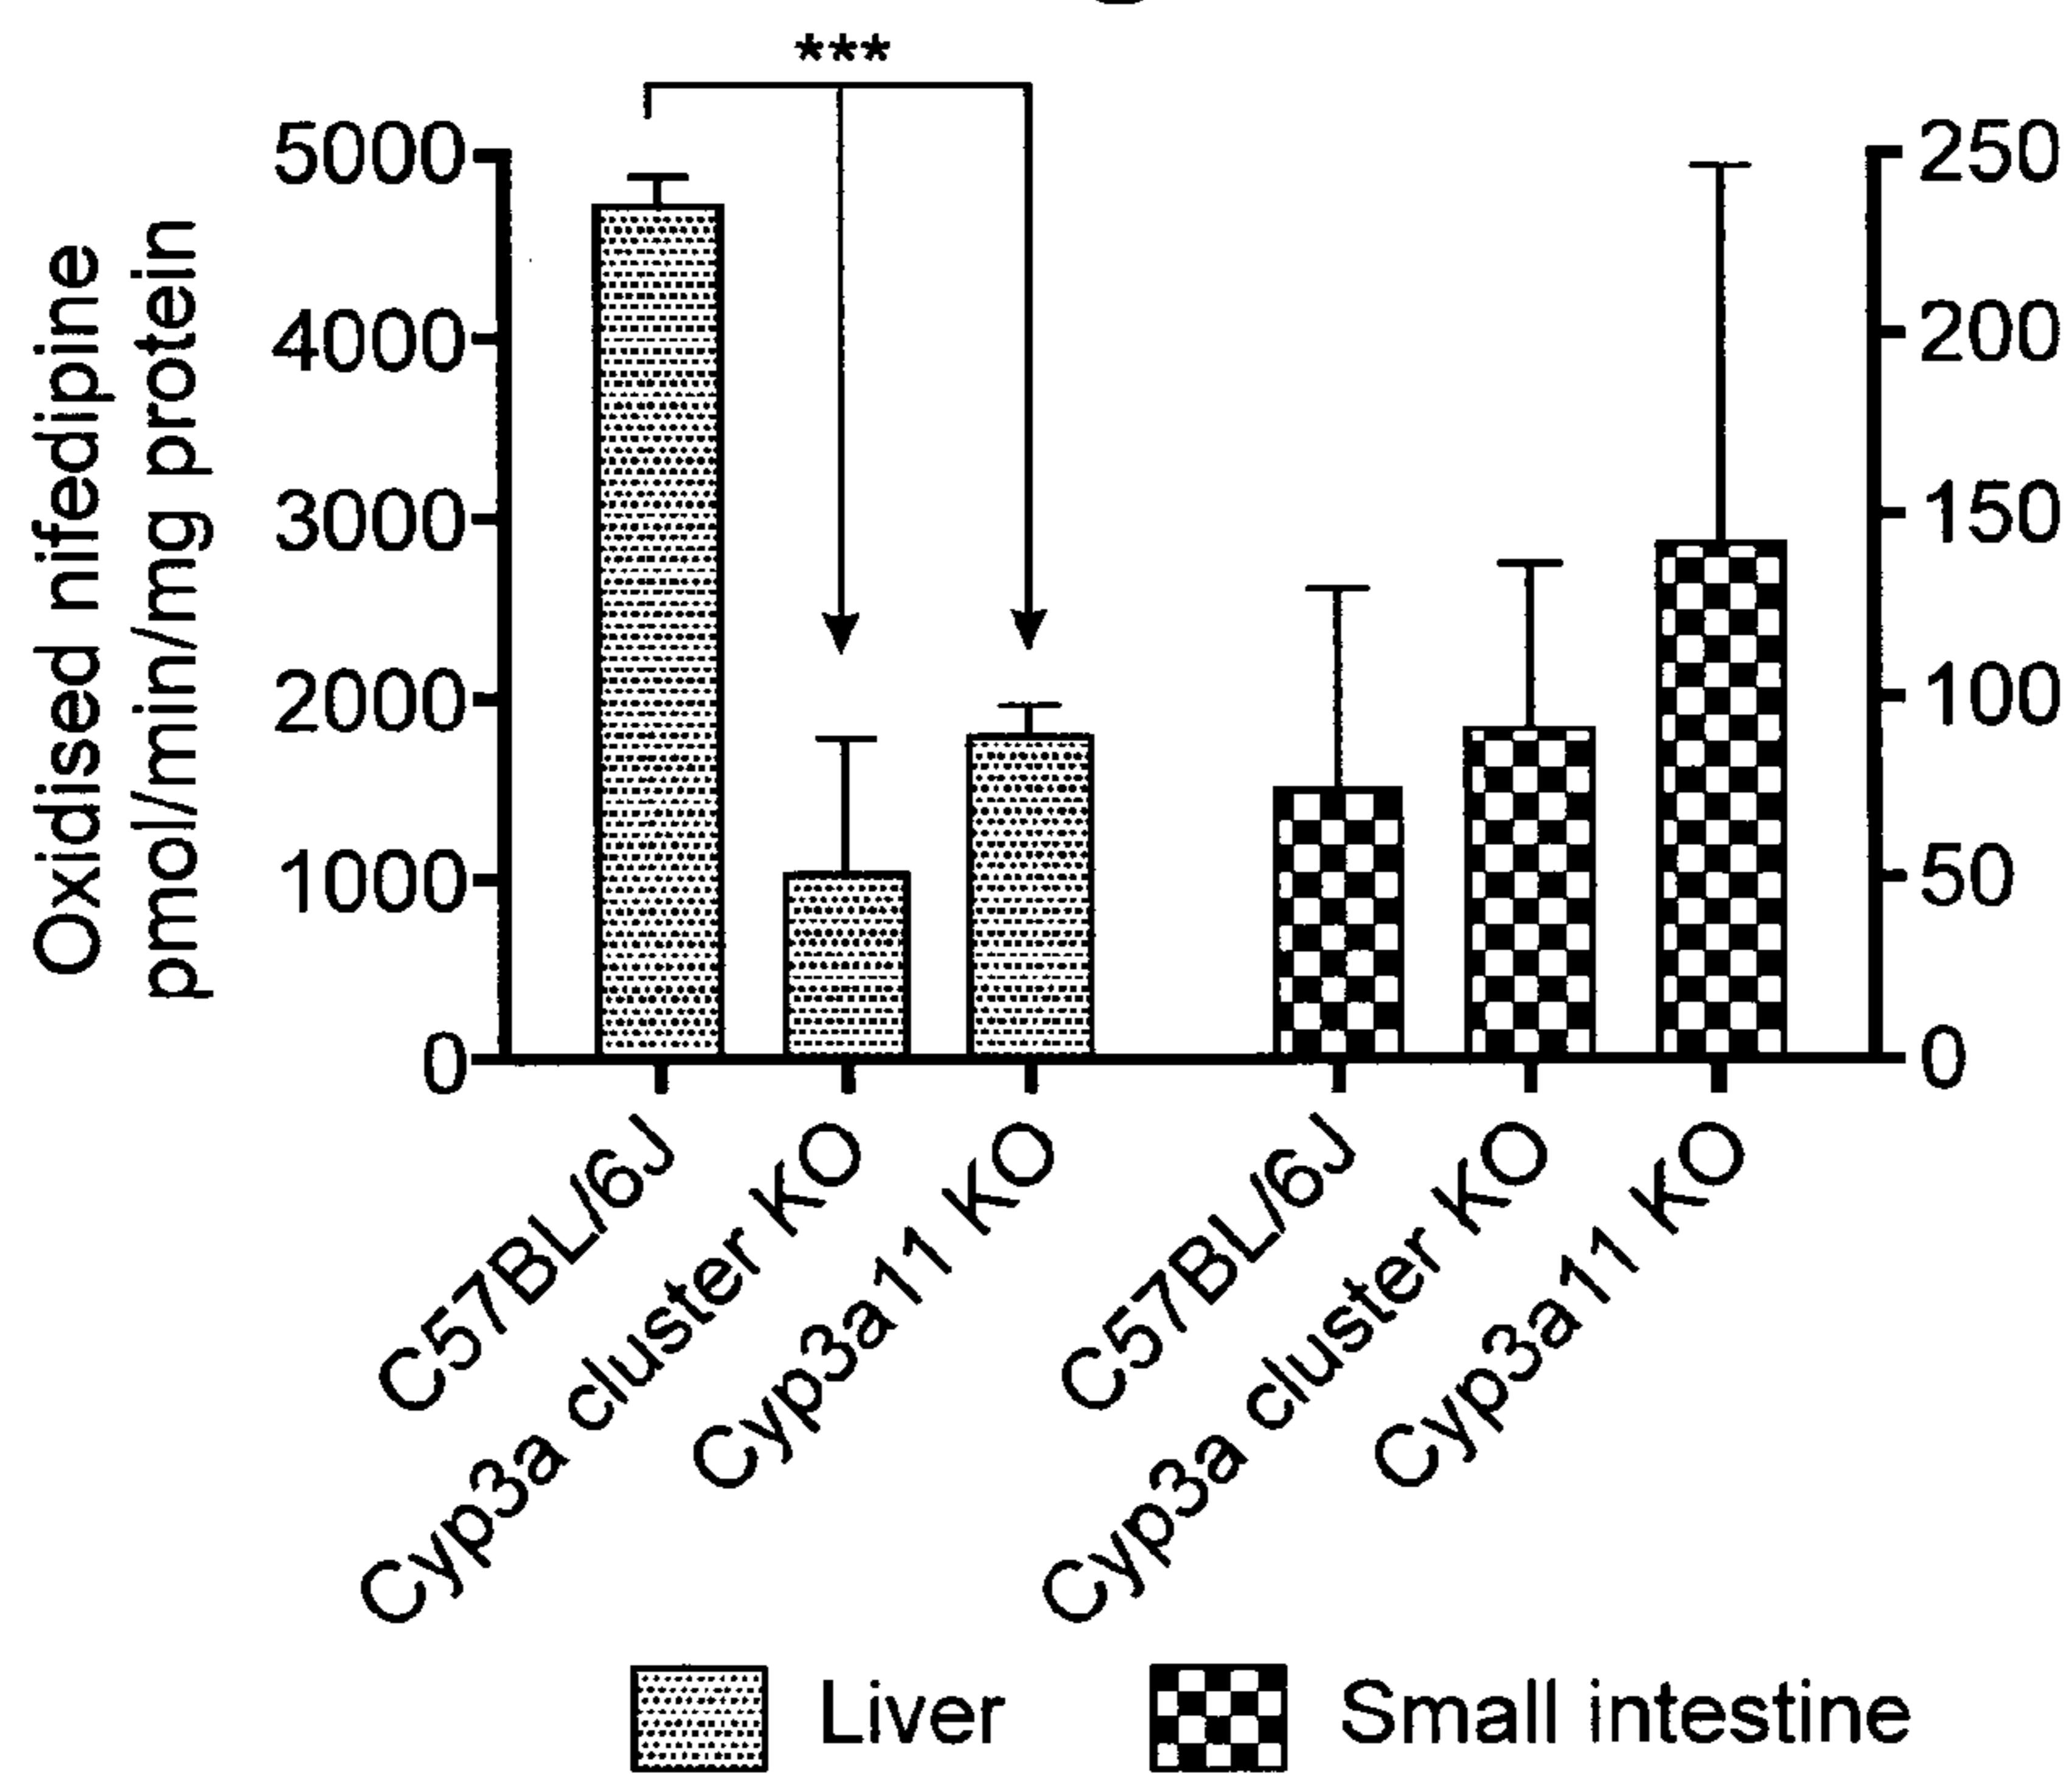 ***
Oxidised nifedipine
pmol/min/mg protein
5000
4000
3000
2000
1000
0
250
200
150
100
50
0
C57BL/6J
Cyp3a cluster KO
Cyp3a11 KO
C57BL/6J
Cyp3a cluster KO
Cyp3a11 KO
Liver
Small intestine